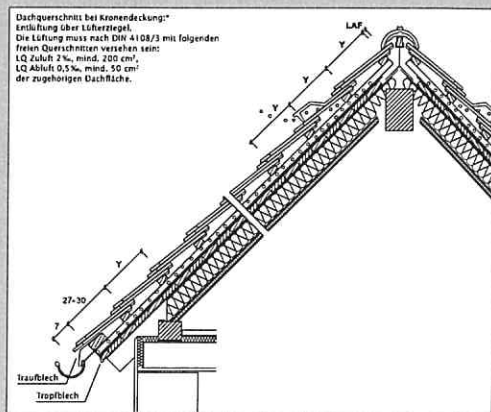 Dachquerschnitt bei Kronendeckung:*
Entlüftung über Lüfterziegel.
Die Lüftung muss nach DIN 4108/3 mit folgenden
freien Querschnitten versehen sein:
LQ Zuluft 2‰, mind. 200 cm²,
LQ Abluft 0,5‰, mind. 50 cm²
der zugehörigen Dachfläche.
LAF
Y
Y
Y
Y
27-30
7
Traufblech
Tropfblech